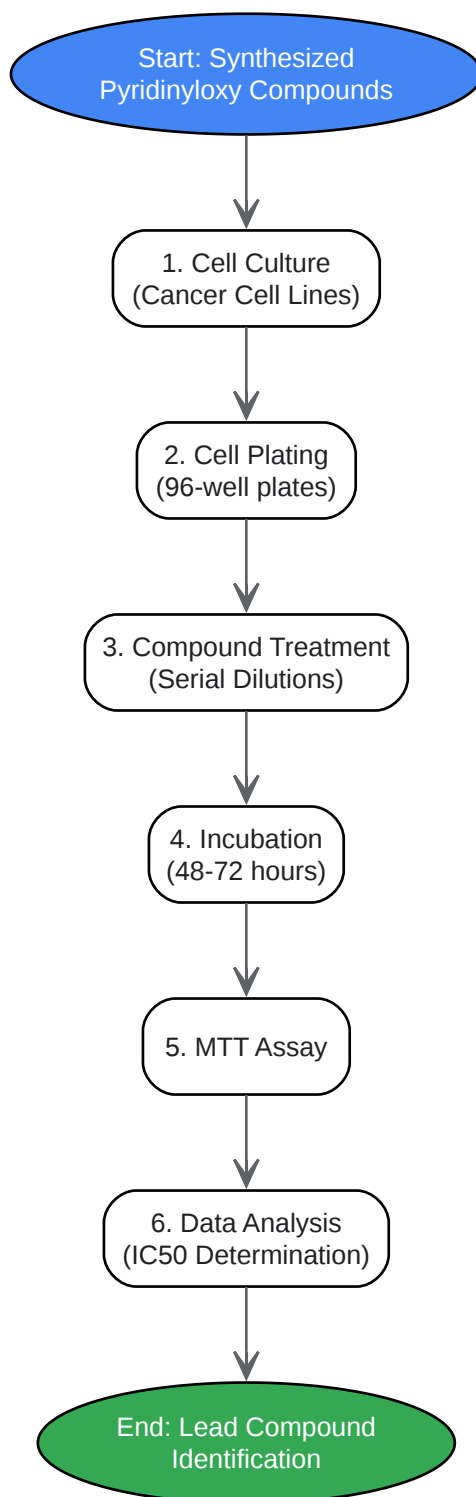 Start: Synthesized
Pyridinyloxy Compounds
1. Cell Culture
(Cancer Cell Lines)
2. Cell Plating
(96-well plates)
3. Compound Treatment
(Serial Dilutions)
4. Incubation
(48-72 hours)
5. MTT Assay
6. Data Analysis
(IC50 Determination)
End: Lead Compound
Identification